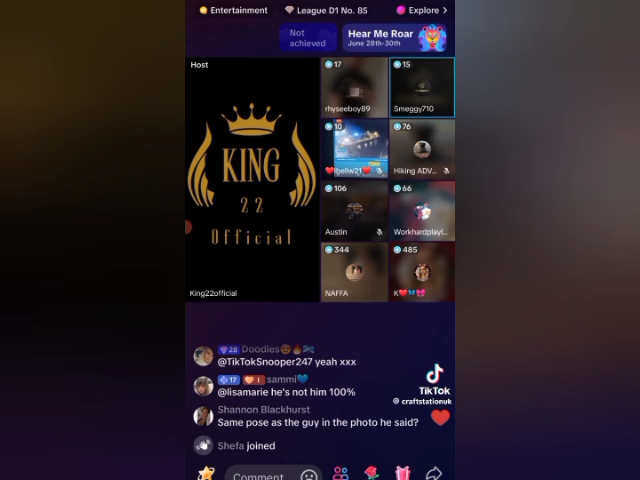 Entertainment
League D1 No. 85
Explore >
Not
achieved
Hear Me Roar
June 28th-30th
Host
17
15
rhyseeboy89
Smeggy710
KING
22
Official
10
76
❤️lbellw21❤️
Hiking ADV...
106
66
Austin
Workhardplayl...
344
485
King22official
NAFFA
K❤️🦋🎀
28 Doodles😍🔥
@TikTokSnooper247 yeah xxx
17 I sammi💙
@lisamarie he's not him 100%
Shannon Blackhurst
Same pose as the guy in the photo he said?
Shefa joined
TikTok
@craftstationuk
Comment